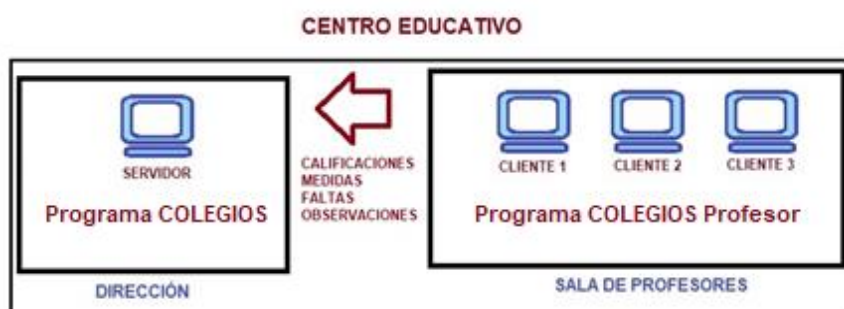 CENTRO EDUCATIVO
SERVIDOR
Programa COLEGIOS
DIRECCIÓN
CALIFICACIONES
MEDIDAS
FALTAS
OBSERVACIONES
CLIENTE 1
CLIENTE 2
CLIENTE 3
Programa COLEGIOS Profesor
SALA DE PROFESORES